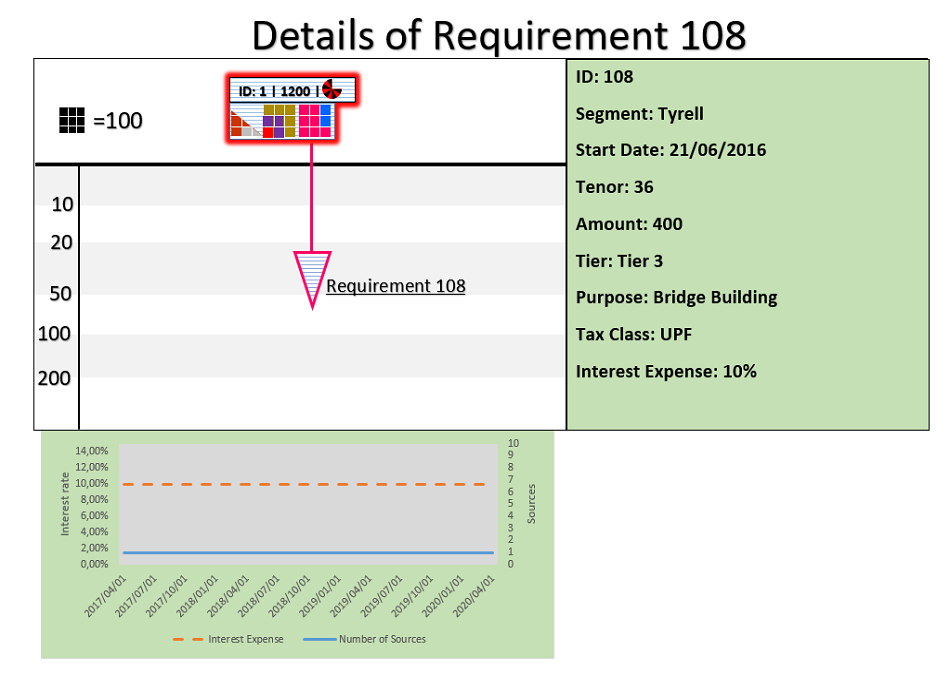 Details of Requirement 108
=100
ID: 1 | 1200 |
10
20
50
100
200
Requirement 108
ID: 108
Segment: Tyrell
Start Date: 21/06/2016
Tenor: 36
Amount: 400
Tier: Tier 3
Purpose: Bridge Building
Tax Class: UPF
Interest Expense: 10%
Interest rate
14,00%
12,00%
10,00%
8,00%
6,00%
4,00%
2,00%
0,00%
10
9
8
7
6
5
4
3
2
1
0
Sources
2017/04/01
2017/07/01
2017/10/01
2018/01/01
2018/04/01
2018/07/01
2018/10/01
2019/01/01
2019/04/01
2019/07/01
2019/10/01
2020/01/01
2020/04/01
Interest Expense
Number of Sources